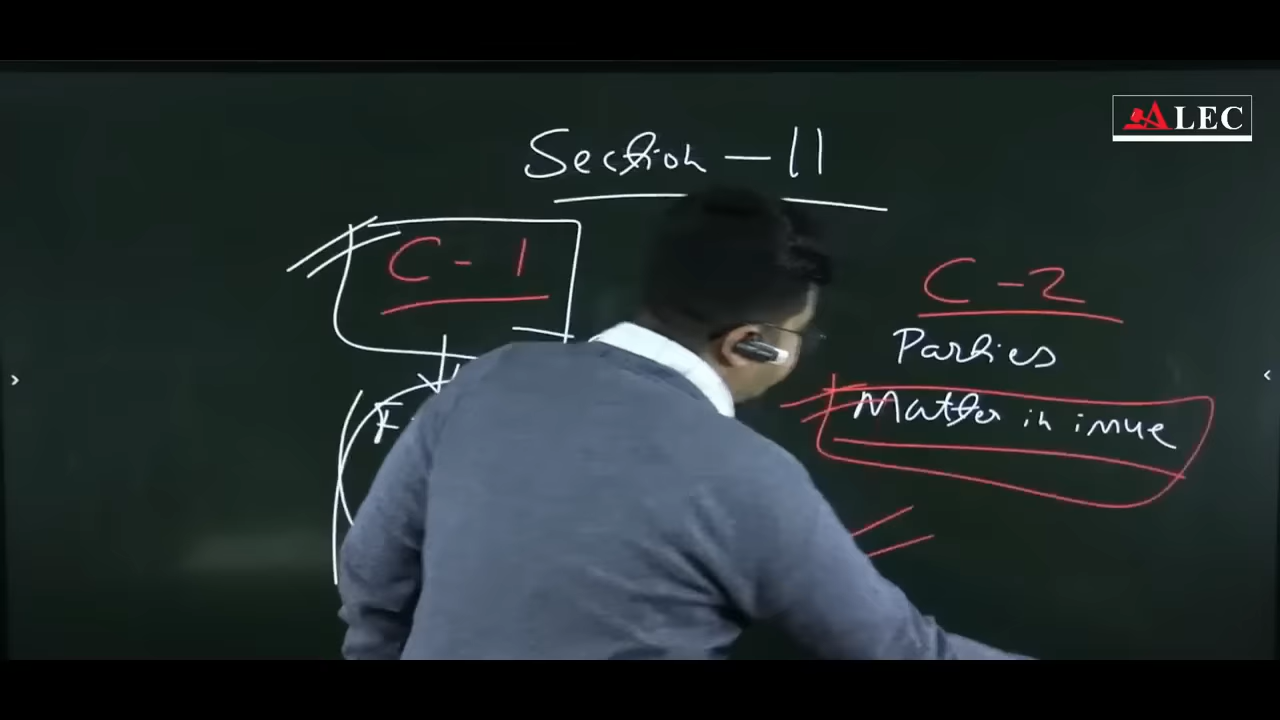 ALEC
Section - 11
C - 1
C - 2
Parties
Matter in issue